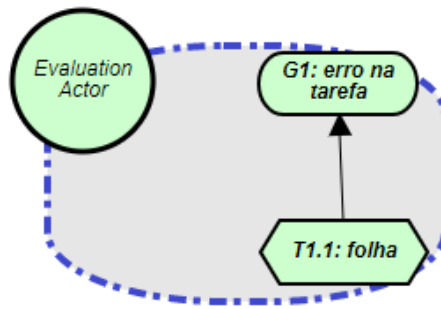 Evaluation
Actor
G1: erro na
tarefa
T1.1: folha